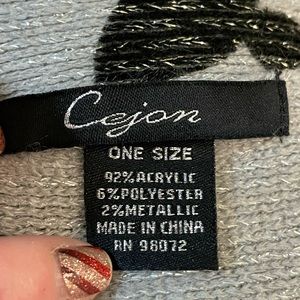 Cejon
ONE SIZE
92%ACRYLIC
6%POLYESTER
2%METALLIC
MADE IN CHINA
RN 98072